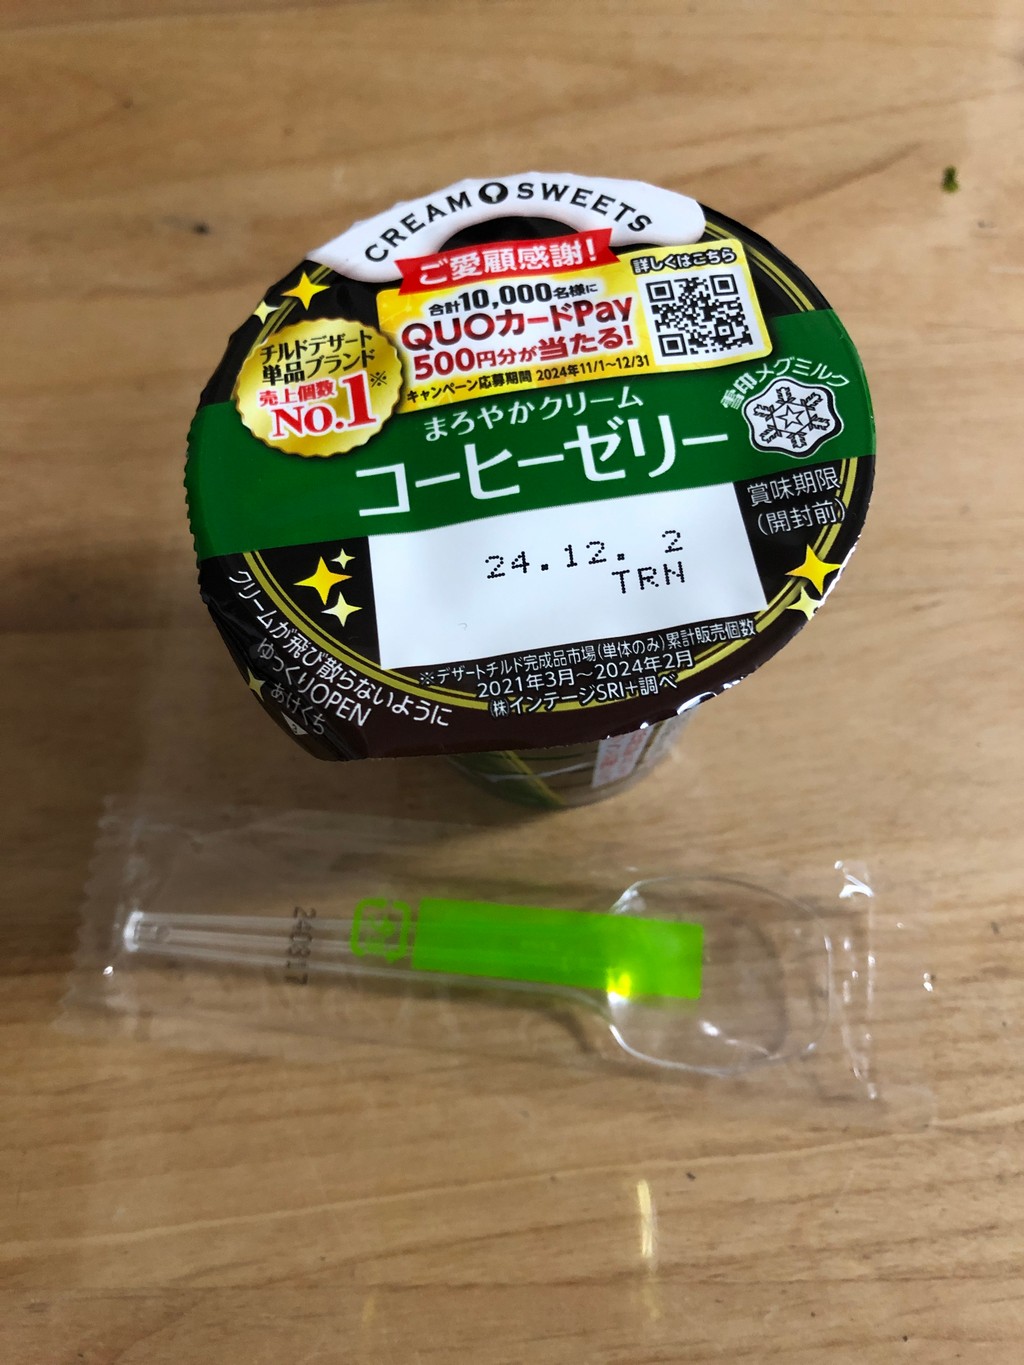 CREAM SWEETS
ご愛顧感謝!
合計10,000名様に
QUOカードPay
500円分が当たる!
キャンペーン応募期間 2024年11/1〜12/31
詳しくはこちら
チルドデザート
単品ブランド
売上個数※
No.1
まろやかクリーム
コーヒーゼリー
雪印メグミルク
賞味期限
(開封前)
24.12. 2
TRN
※デザートチルド完成品市場(単体のみ)累計販売個数
2021年3月〜2024年2月
(株)インテージSRI+調べ
クリームが飛び散らないように
ゆっくりOPEN
あけくち
240317